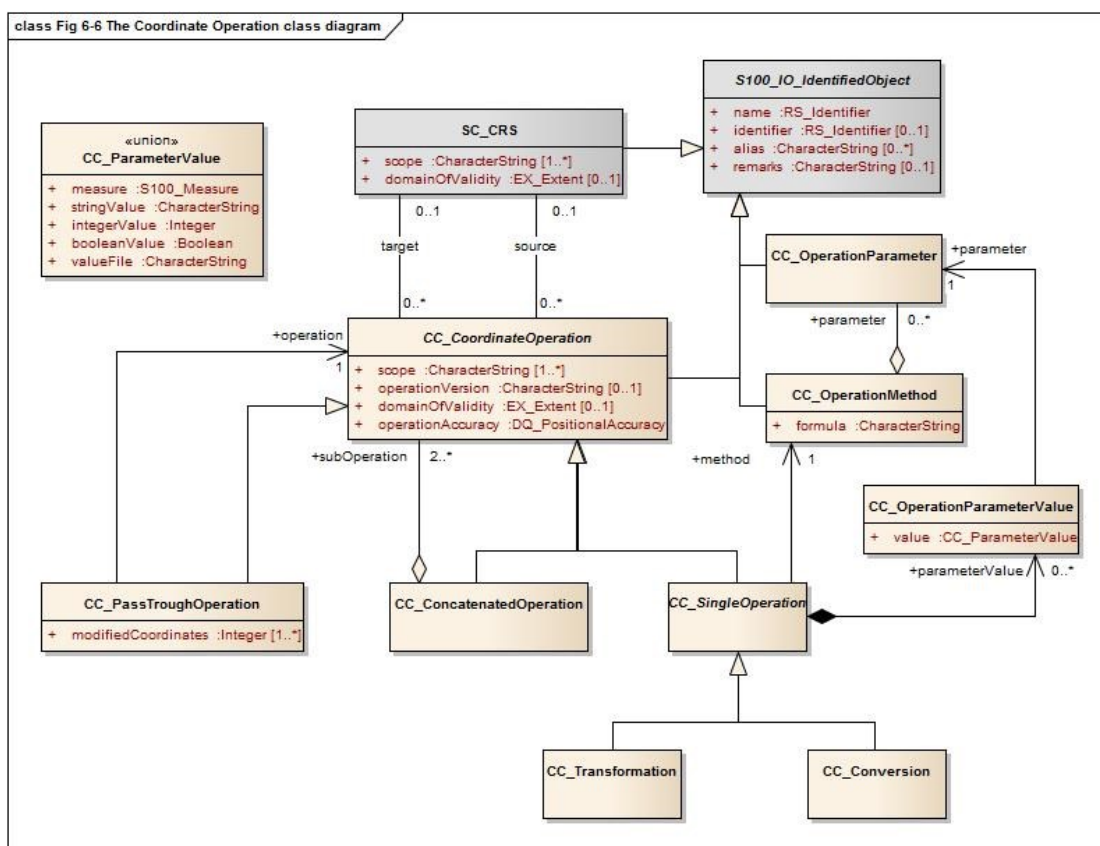 class Fig 6-6 The Coordinate Operation class diagram
S100_IO_IdentifiedObject
+ name :RS_Identifier
+ identifier :RS_Identifier [0..1]
+ alias :CharacterString [0..*]
+ remarks :CharacterString [0..1]
SC_CRS
+ scope :CharacterString [1..*]
+ domainOfValidity :EX_Extent [0..1]
«union»
CC_ParameterValue
+ measure :S100_Measure
+ stringValue :CharacterString
+ integerValue :Integer
+ booleanValue :Boolean
+ valueFile :CharacterString
0..1
0..1
target
source
0..*
0..*
CC_OperationParameter
+parameter
1
+parameter
0..*
+operation
1
CC_CoordinateOperation
+ scope :CharacterString [1..*]
+ operationVersion :CharacterString [0..1]
+ domainOfValidity :EX_Extent [0..1]
+ operationAccuracy :DQ_PositionalAccuracy
CC_OperationMethod
+ formula :CharacterString
+subOperation
2..*
+method
1
CC_OperationParameterValue
+ value :CC_ParameterValue
+parameterValue
0..*
CC_PassTroughOperation
+ modifiedCoordinates :Integer [1..*]
CC_ConcatenatedOperation
CC_SingleOperation
CC_Transformation
CC_Conversion